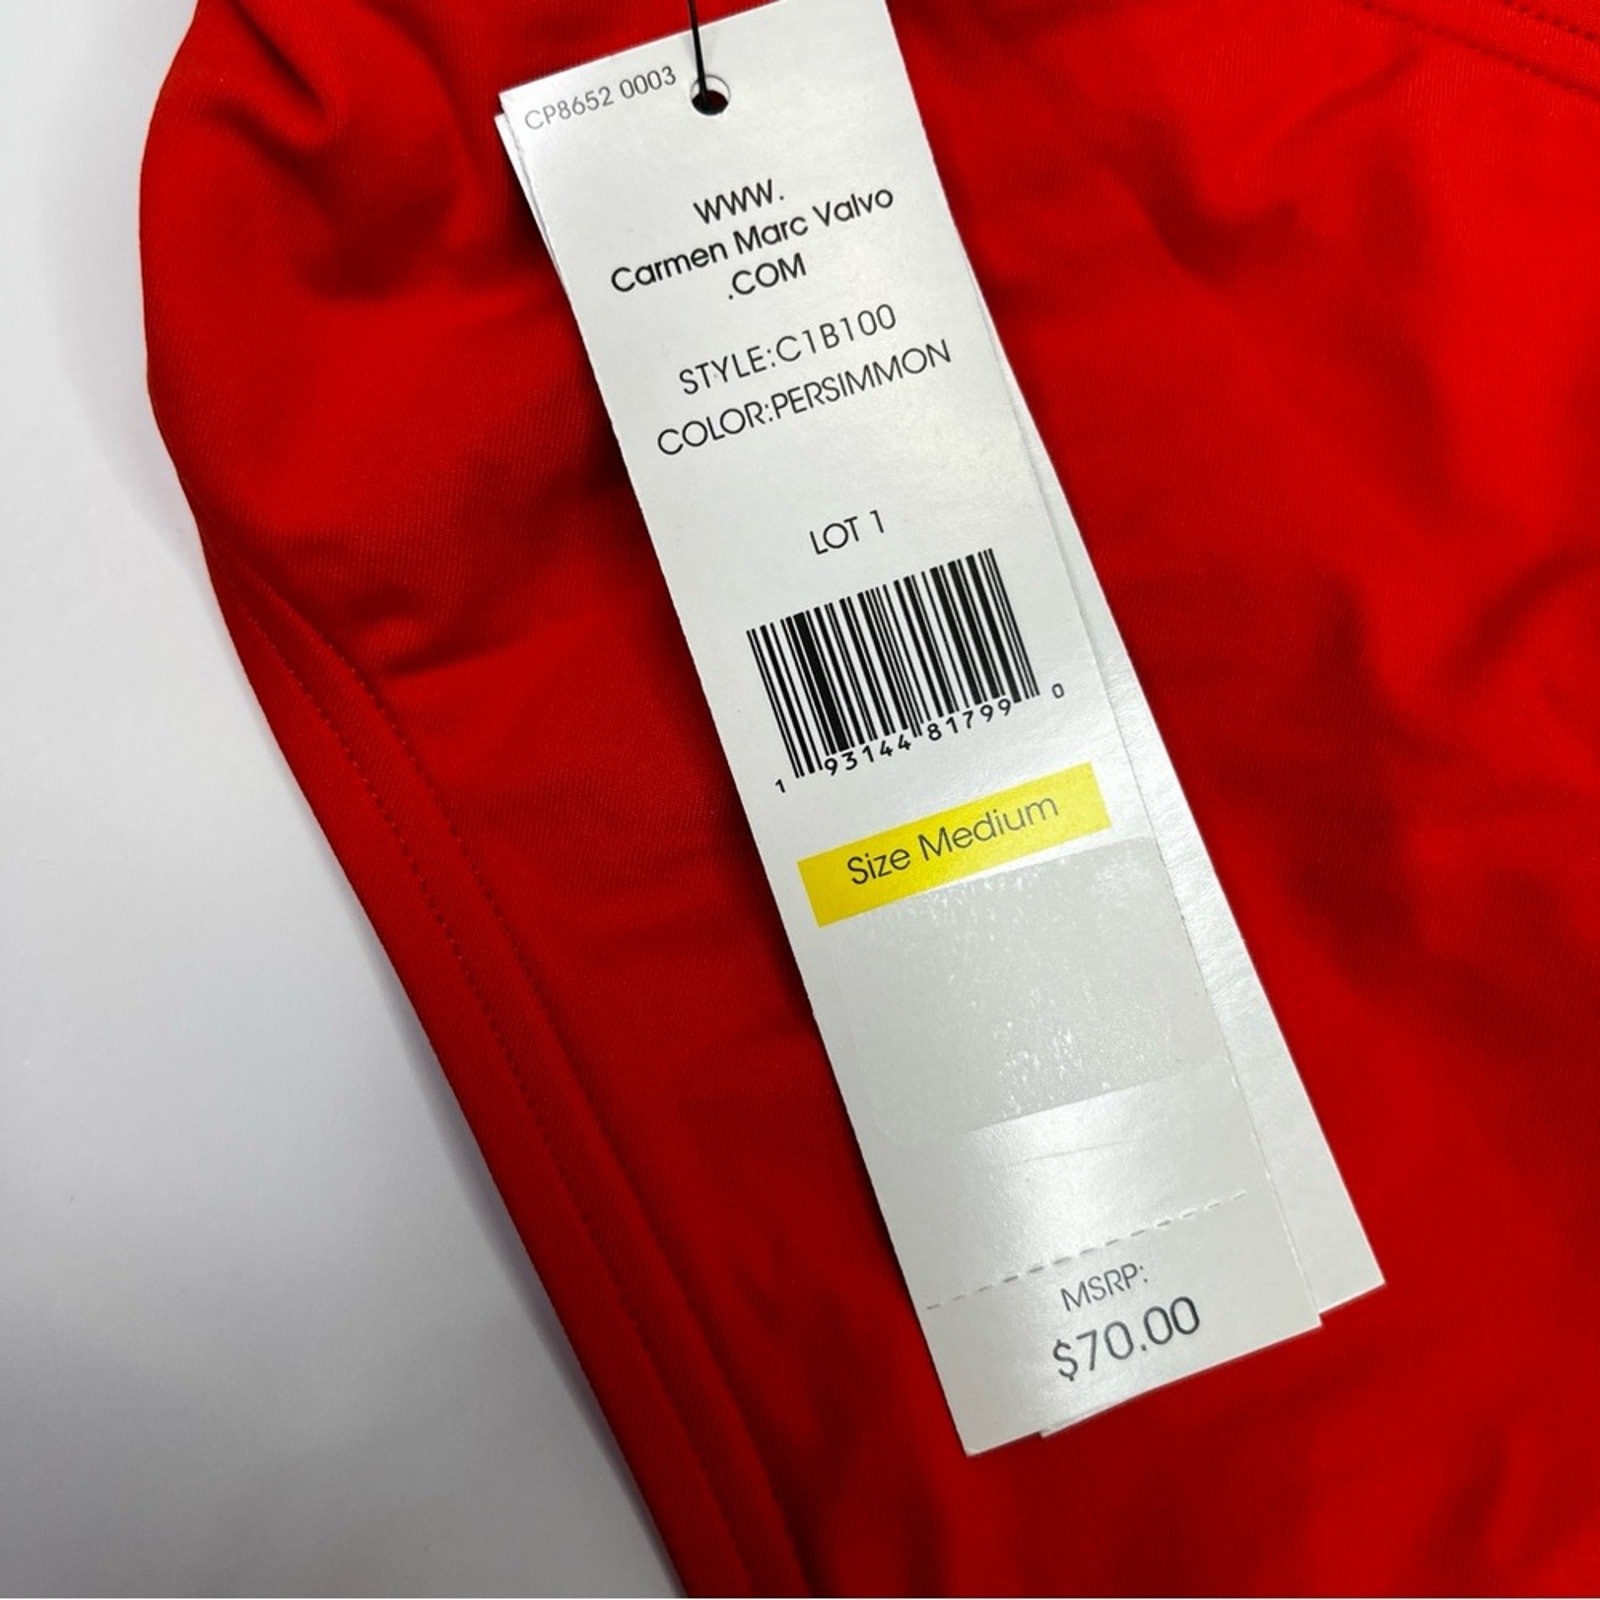 CP8652 0003
WWW.
Carmen Marc Valvo
.COM
STYLE:C1B100
COLOR:PERSIMMON
LOT 1
1 93144 81799 0
Size Medium
MSRP:
$70.00